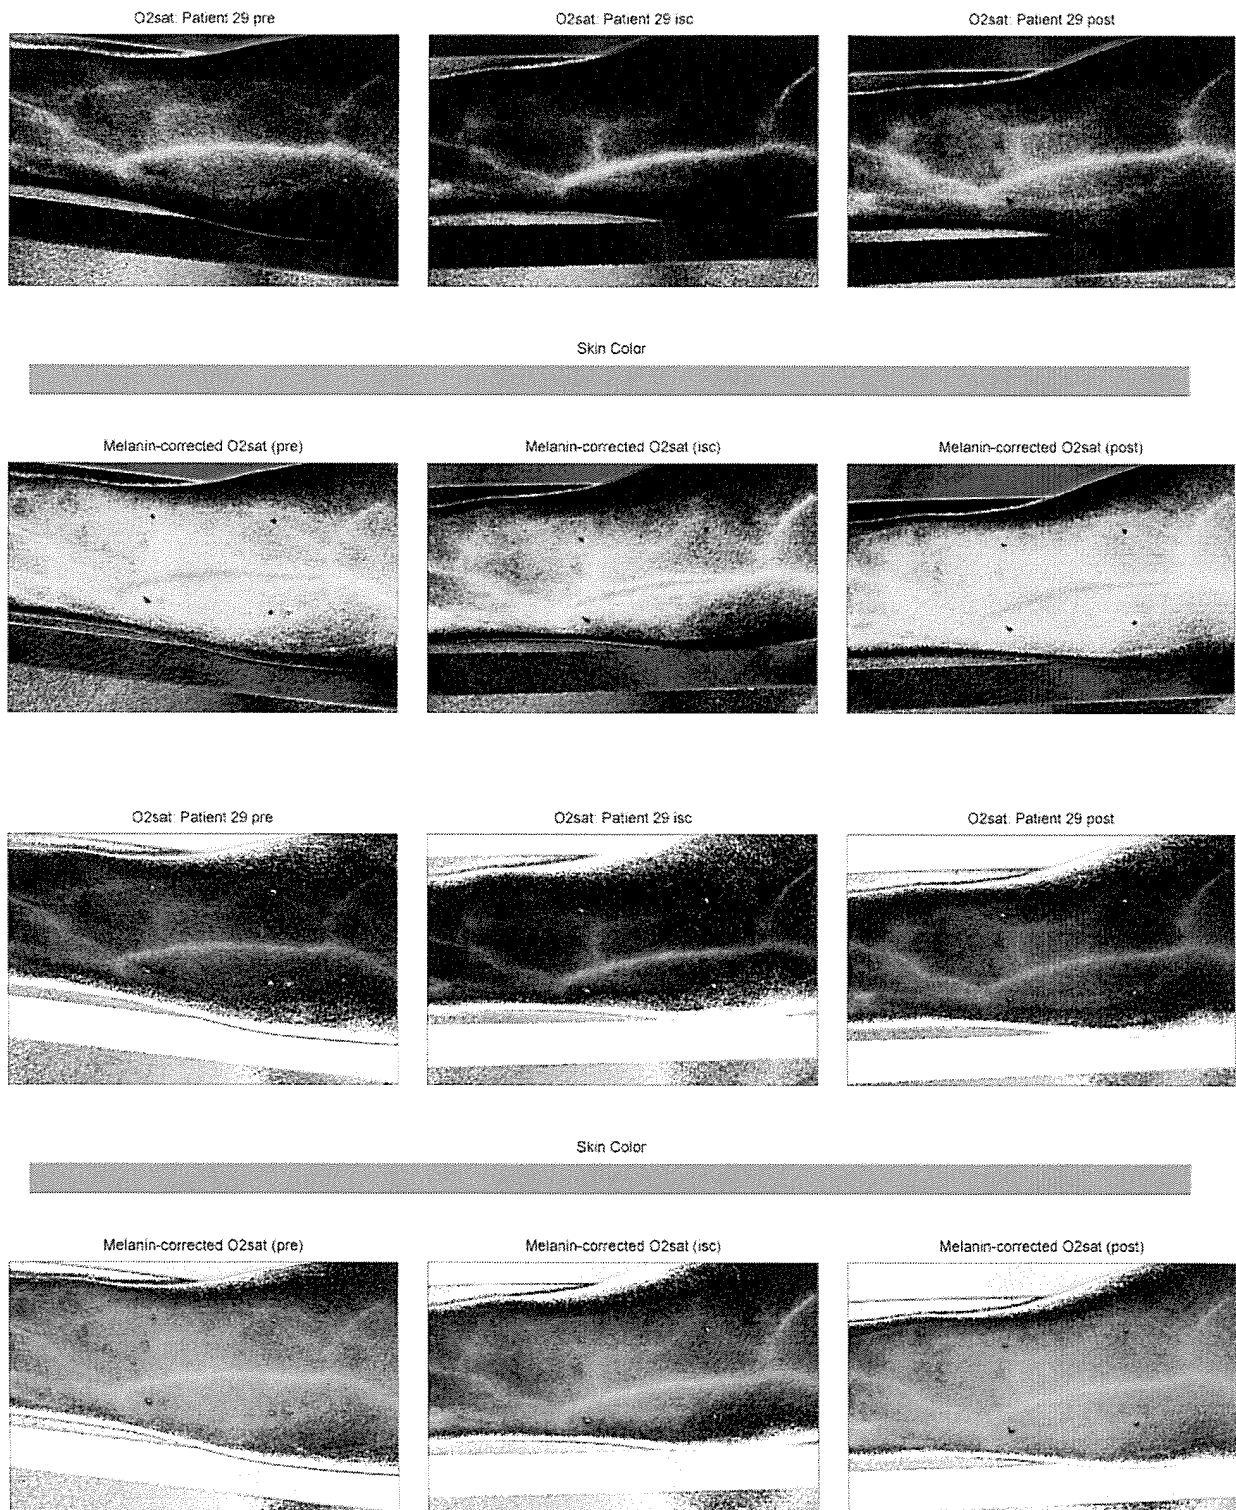 O2sat: Patient 29 pre
O2sat: Patient 29 isc
O2sat: Patient 29 post
Skin Color
Melanin-corrected O2sat (pre)
Melanin-corrected O2sat (isc)
Melanin-corrected O2sat (post)
O2sat: Patient 29 pre
O2sat: Patient 29 isc
O2sat: Patient 29 post
Skin Color
Melanin-corrected O2sat (pre)
Melanin-corrected O2sat (isc)
Melanin-corrected O2sat (post)